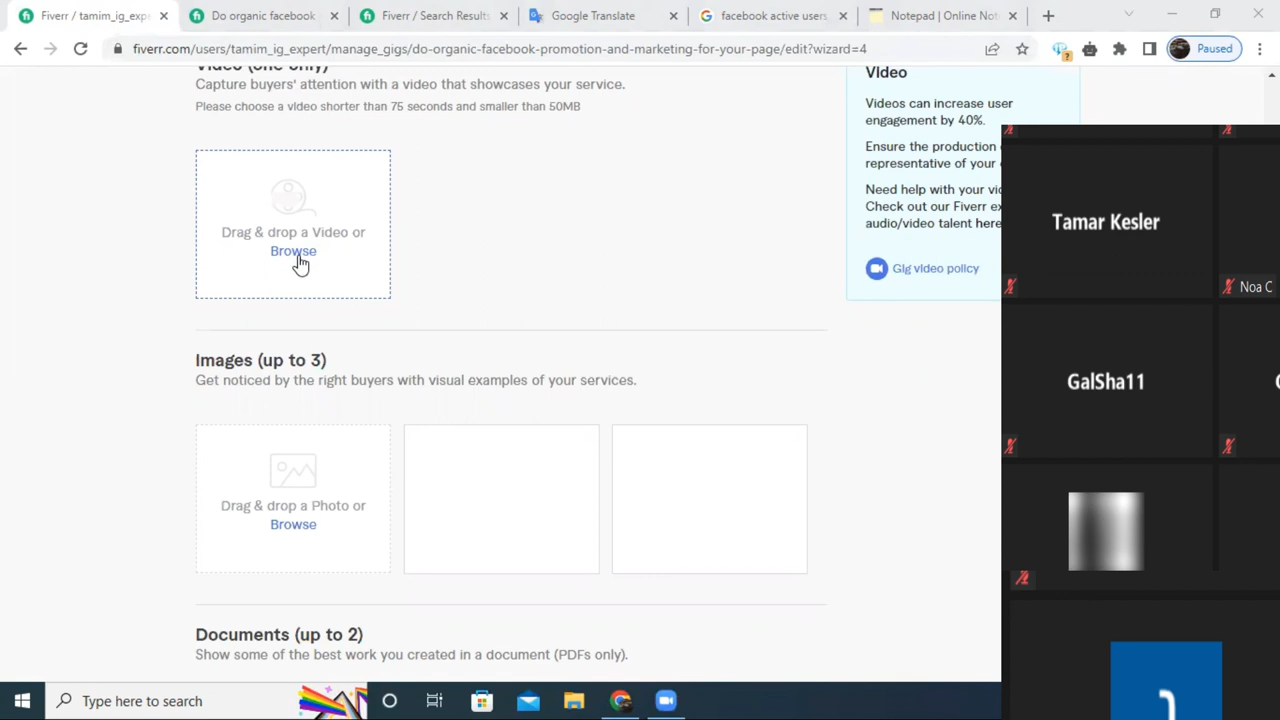 Fiverr / tamim_ig_exp
Do organic facebook
Fiverr / Search Results
Google Translate
facebook active users
Notepad | Online Not
fiverr.com/users/tamim_ig_expert/manage_gigs/do-organic-facebook-promotion-and-marketing-for-your-page/edit?wizard=4
Paused
Video (one only)
Capture buyers' attention with a video that showcases your service.
Please choose a video shorter than 75 seconds and smaller than 50MB
Drag & drop a Video or
Browse
Images (up to 3)
Get noticed by the right buyers with visual examples of your services.
Drag & drop a Photo or
Browse
Documents (up to 2)
Show some of the best work you created in a document (PDFs only).
Video
Videos can increase user
engagement by 40%.
Ensure the production
representative of your
Need help with your
Check out our Fiverr
audio/video talent here
Gig video policy
Tamar Kesler
Noa C
GalSha11
Type here to search